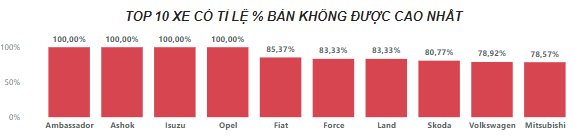 TOP 10 XE CÓ TỈ LỆ % BÁN KHÔNG ĐƯỢC CAO NHẤT
100,00% 100,00% 100,00% 100,00% 85,37% 83,33% 83,33% 80,77% 78,92% 78,57%
100%
50%
0%
Ambassador Ashok Isuzu Opel Fiat Force Land Skoda Volkswagen Mitsubishi